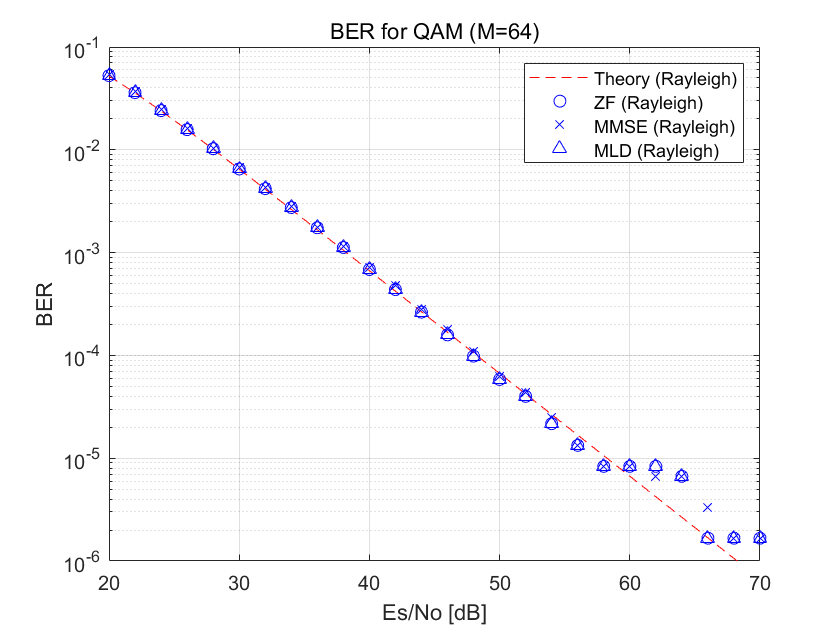 BER for QAM (M=64)
10-1
Theory (Rayleigh)
ZF (Rayleigh)
MMSE (Rayleigh)
MLD (Rayleigh)
10-2
10-3
BER
10-4
10-5
10-6
20 30 40 50 60 70
Es/No [dB]